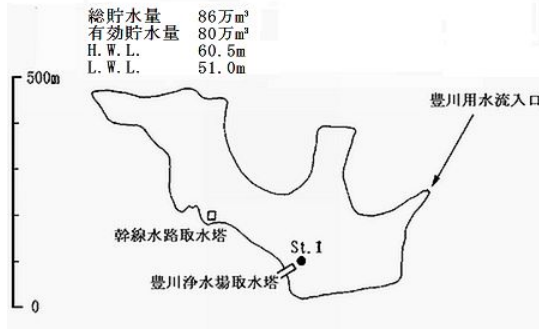 総貯水量 86万m³
有効貯水量 80万m³
H.W.L. 60.5m
L.W.L. 51.0m
500m
豊川用水流入口
幹線水路取水塔
St.1
豊川浄水場取水塔
0